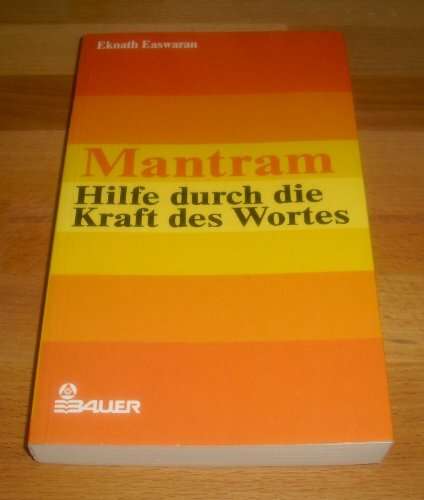 Eknath Easwaran
Mantram
Hilfe durch die
Kraft des Wortes
BAUER